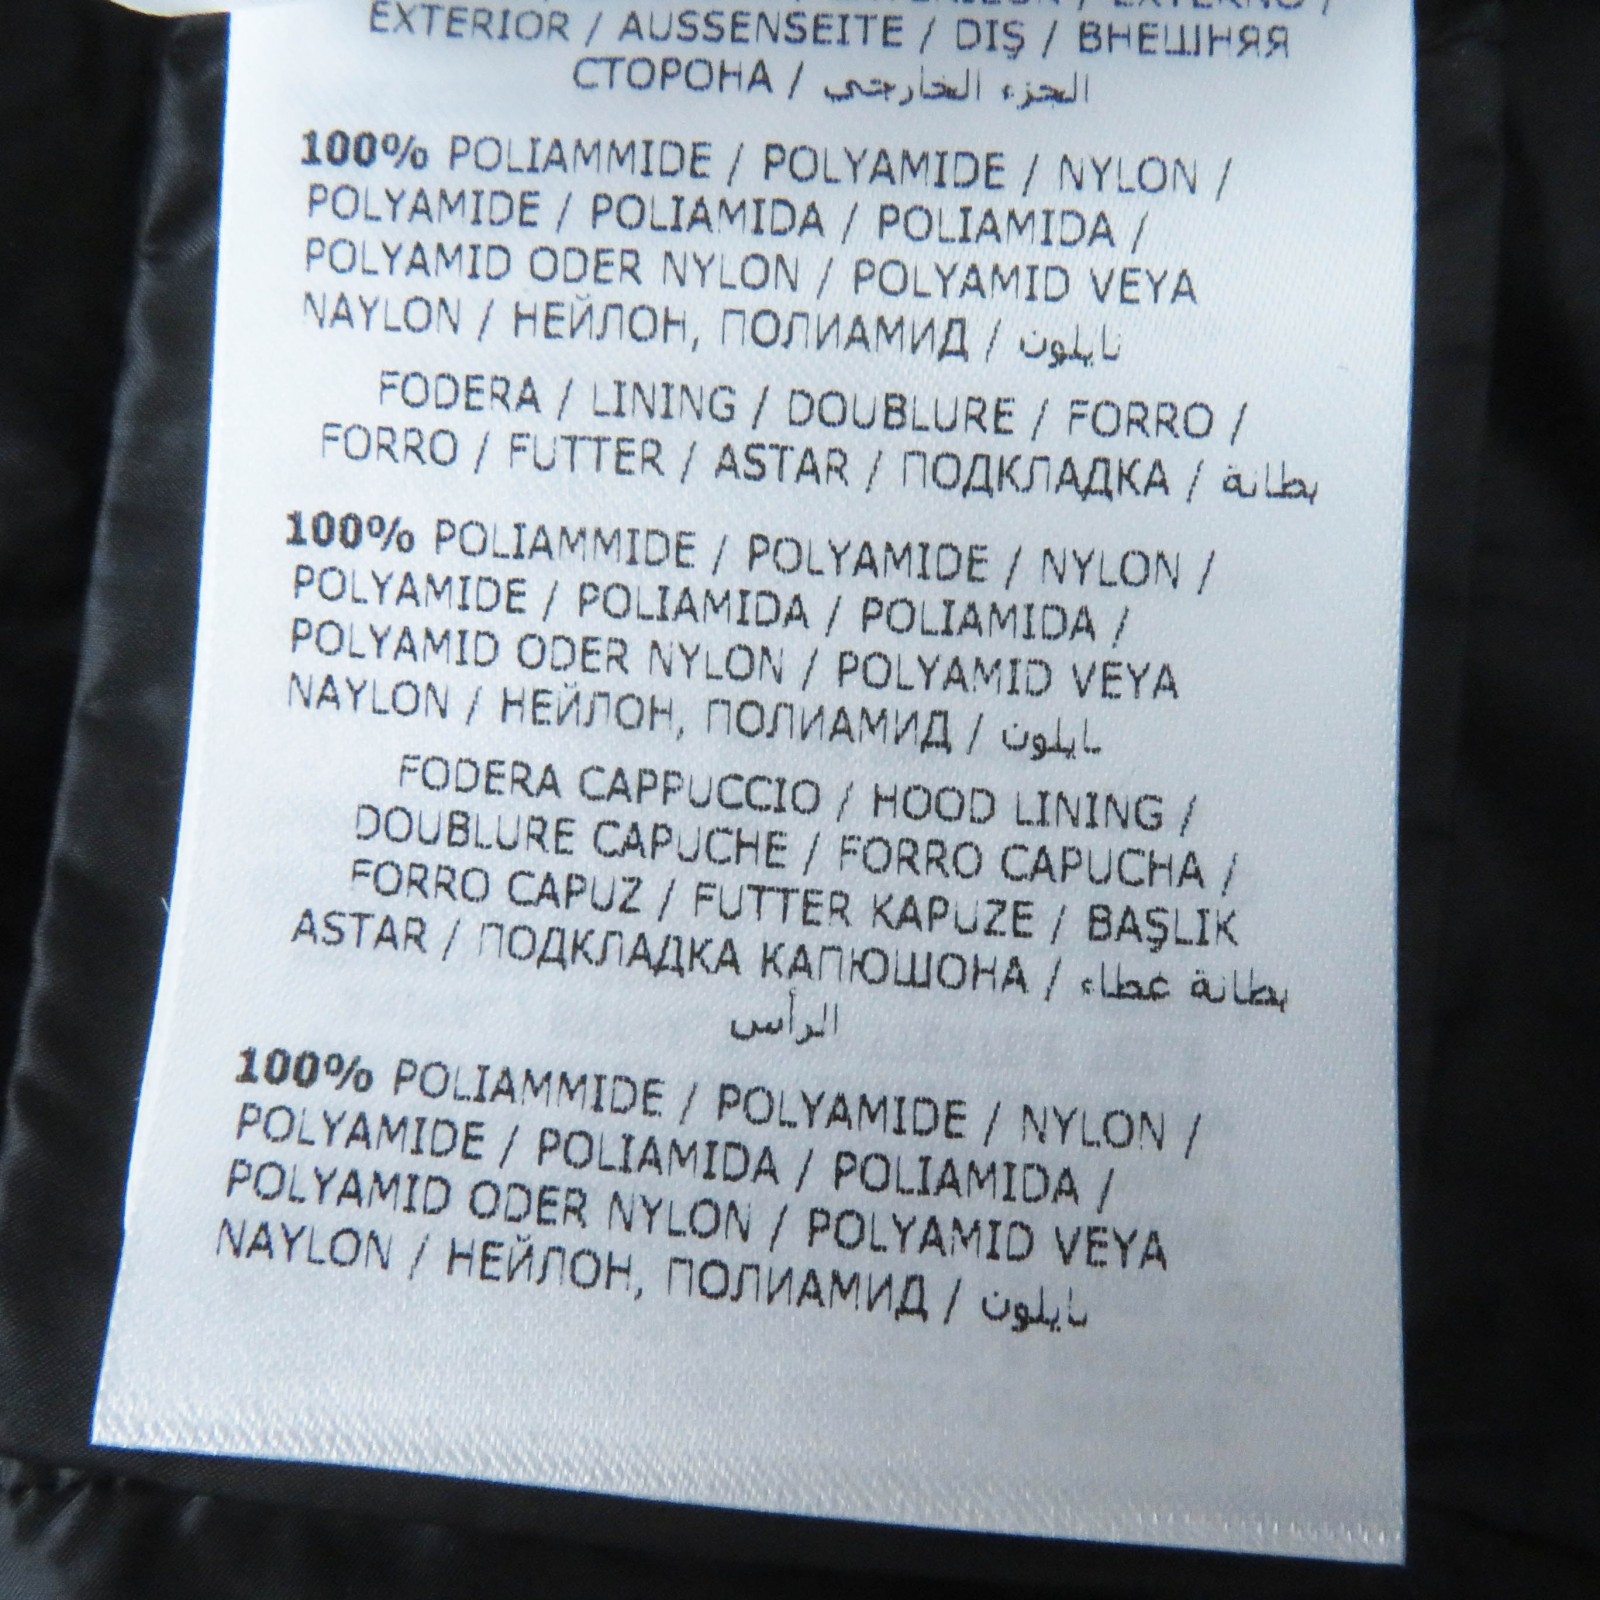 EXTERIOR / AUSSENSEITE / DIŞ / ВНЕШНЯЯ
СТОРОНА / الجزء الخارجي
100% POLIAMMIDE / POLYAMIDE / NYLON /
POLYAMIDE / POLIAMIDA / POLIAMIDA /
POLYAMID ODER NYLON / POLYAMID VEYA
NAYLON / НЕЙЛОН, ПОЛИАМИД / نايلون
FODERA / LINING / DOUBLURE / FORRO /
FORRO / FUTTER / ASTAR / ПОДКЛАДКА / بطانة
100% POLIAMMIDE / POLYAMIDE / NYLON /
POLYAMIDE / POLIAMIDA / POLIAMIDA /
POLYAMID ODER NYLON / POLYAMID VEYA
NAYLON / НЕЙЛОН, ПОЛИАМИД / نايلون
FODERA CAPPUCCIO / HOOD LINING /
DOUBLURE CAPUCHE / FORRO CAPUCHA /
FORRO CAPUZ / FUTTER KAPUZE / BAŞLIK
ASTAR / ПОДКЛАДКА КАПЮШОНА / بطانة غطاء
الرأس
100% POLIAMMIDE / POLYAMIDE / NYLON /
POLYAMIDE / POLIAMIDA / POLIAMIDA /
POLYAMID ODER NYLON / POLYAMID VEYA
NAYLON / НЕЙЛОН, ПОЛИАМИД / نايلون